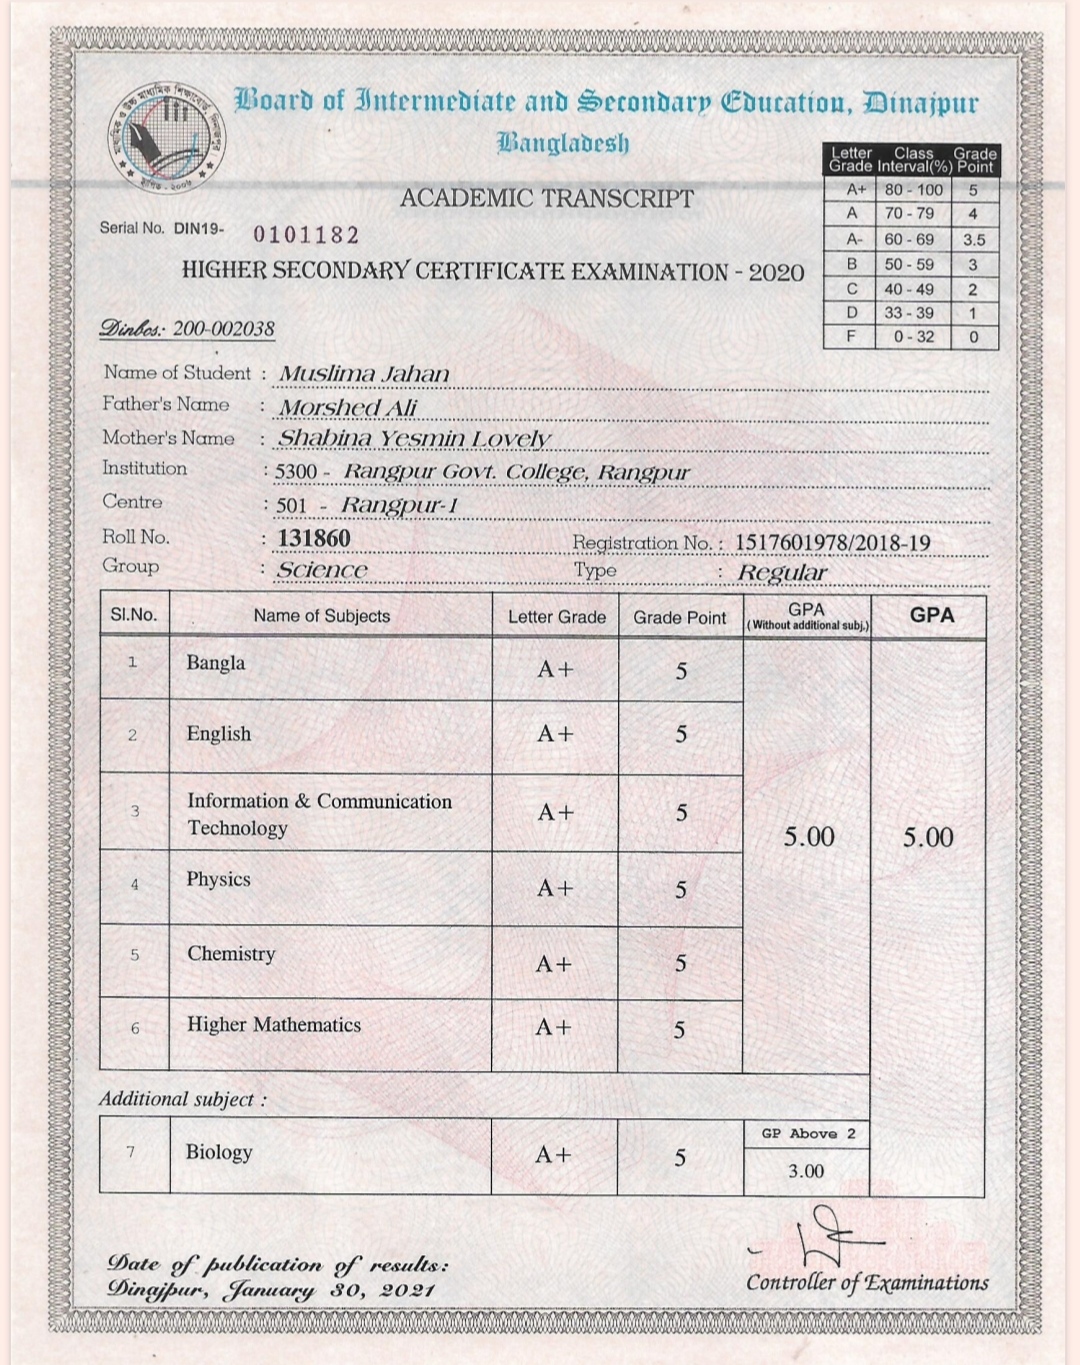 মাধ্যমিক ও উচ্চ মাধ্যমিক শিক্ষাবোর্ড, দিনাজপুর
স্থাপিত - ২০০৬
Board of Intermediate and Secondary Education, Dinajpur
Bangladesh
Letter Grade Class Interval(%) Grade Point
A+ 80 - 100 5
A 70 - 79 4
A- 60 - 69 3.5
B 50 - 59 3
C 40 - 49 2
D 33 - 39 1
F 0 - 32 0
ACADEMIC TRANSCRIPT
Serial No. DIN19- 0101182
HIGHER SECONDARY CERTIFICATE EXAMINATION - 2020
Dinbos: 200-002038
Name of Student : Muslima Jahan
Father's Name : Morshed Ali
Mother's Name : Shabina Yesmin Lovely
Institution : 5300 - Rangpur Govt. College, Rangpur
Centre : 501 - Rangpur-1
Roll No. : 131860 Registration No. : 1517601978/2018-19
Group : Science Type : Regular
Sl.No. Name of Subjects Letter Grade Grade Point GPA (Without additional subj.) GPA
1 Bangla A+ 5
2 English A+ 5
3 Information & Communication Technology A+ 5
5.00 5.00
4 Physics A+ 5
5 Chemistry A+ 5
6 Higher Mathematics A+ 5
Additional subject :
7 Biology A+ 5 GP Above 2
3.00
Date of publication of results:
Dinajpur, January 30, 2021
Controller of Examinations